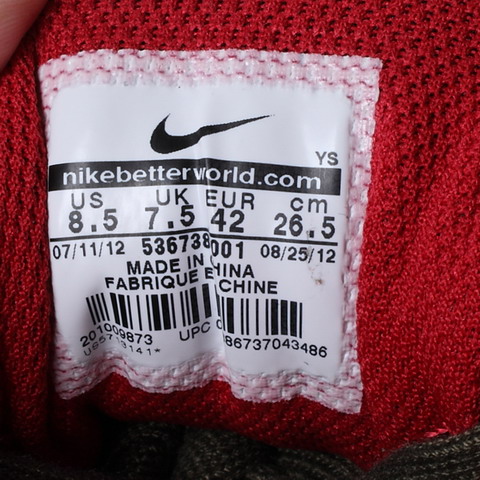 YS
nikebetterworld.com
US UK EUR cm
8.5 7.5 42 26.5
07/11/12 536738 001 08/25/12
MADE IN CHINA
FABRIQUE E CHINE
201009873 UPC 86737043486